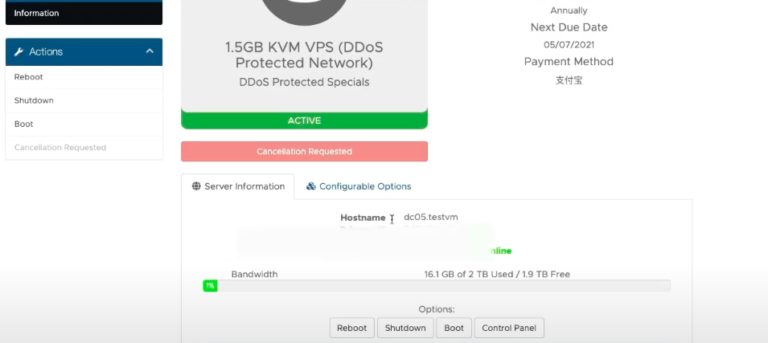 Information
Actions
Reboot
Shutdown
Boot
Cancellation Requested
1.5GB KVM VPS (DDoS
Protected Network)
DDoS Protected Specials
ACTIVE
Cancellation Requested
Annually
Next Due Date
05/07/2021
Payment Method
支付宝
Server Information
Configurable Options
Hostname dc05.testvm
Bandwidth 16.1 GB of 2 TB Used / 1.9 TB Free
1%
Options:
Reboot Shutdown Boot Control Panel